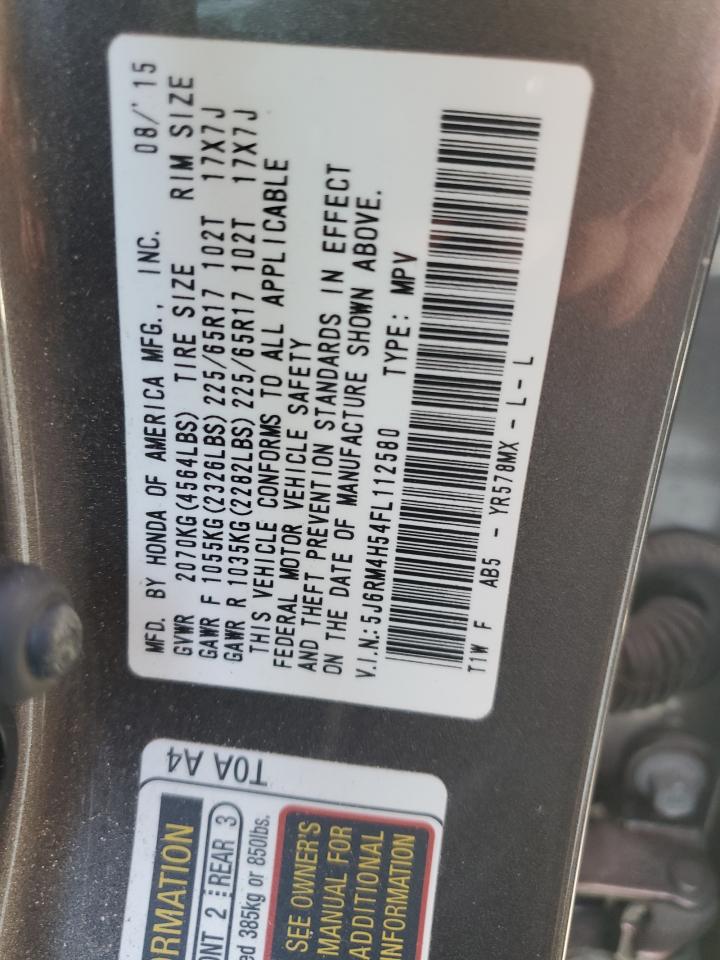 MFD. BY HONDA OF AMERICA MFG., INC. 08/'15
GVWR 2070KG(4564LBS) TIRE SIZE RIM SIZE
GAWR F 1055KG(2326LBS) 225/65R17 102T 17X7J
GAWR R 1035KG(2282LBS) 225/65R17 102T 17X7J
THIS VEHICLE CONFORMS TO ALL APPLICABLE
FEDERAL MOTOR VEHICLE SAFETY
AND THEFT PREVENTION STANDARDS IN EFFECT
ON THE DATE OF MANUFACTURE SHOWN ABOVE.
V.I.N.:5J6RM4H54FL112580 TYPE: MPV
T1W F AB5 - YR578MX - L - L
T0A A4
ORMATION
ONT 2 REAR 3
ed 385kg or 850lbs.
SEE OWNER'S
MANUAL FOR
ADDITIONAL
INFORMATION